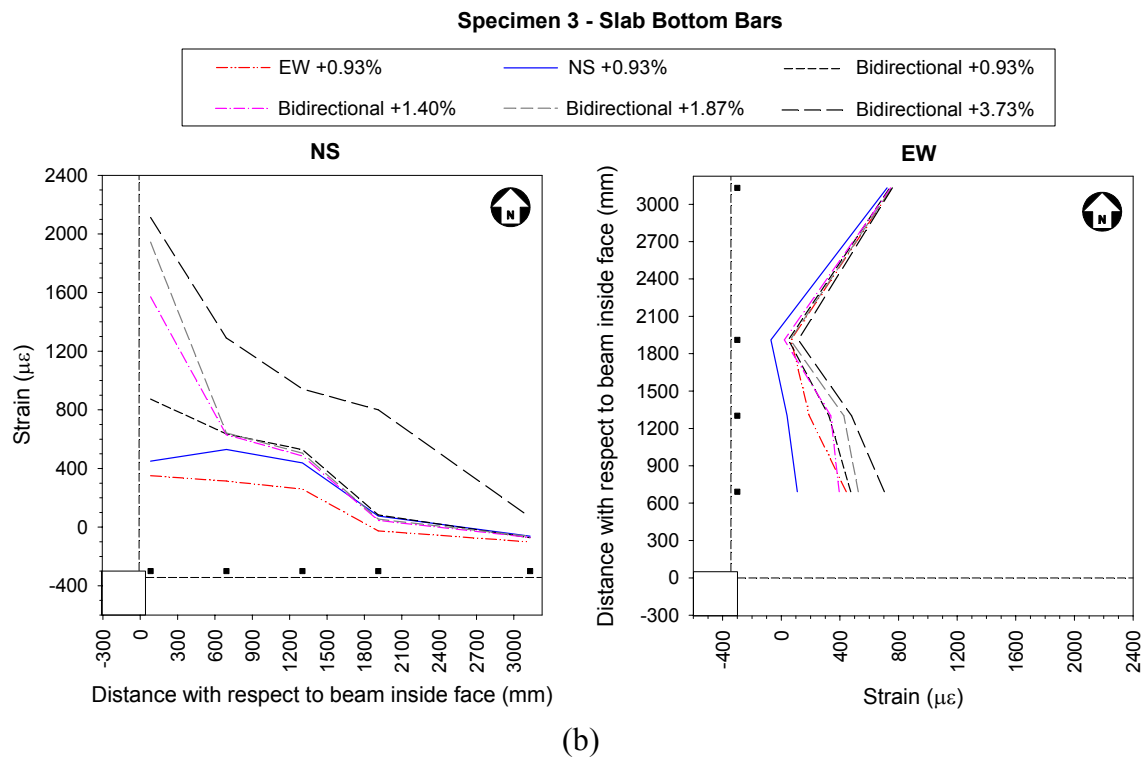 Specimen 3 - Slab Bottom Bars
EW +0.93% NS +0.93% Bidirectional +0.93%
Bidirectional +1.40% Bidirectional +1.87% Bidirectional +3.73%
NS
2400
2000
1600
1200
800
400
0
-400
Strain (με)
N
-300 0 300 600 900 1200 1500 1800 2100 2400 2700 3000
Distance with respect to beam inside face (mm)
EW
3000
2700
2400
2100
1800
1500
1200
900
600
300
0
-300
Distance with respect to beam inside face (mm)
N
-400 0 400 800 1200 1600 2000 2400
Strain (με)
(b)